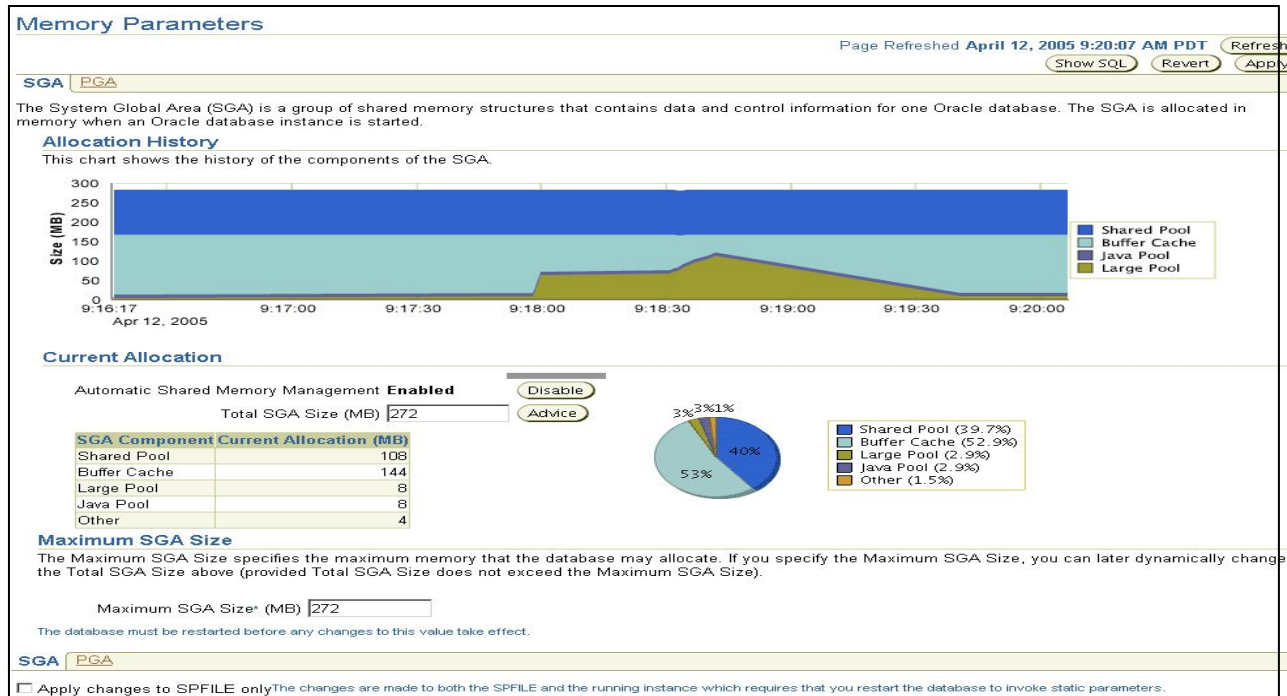 Memory Parameters
Page Refreshed April 12, 2005 9:20:07 AM PDT Refresh
Show SQL Revert Apply
SGA PGA
The System Global Area (SGA) is a group of shared memory structures that contains data and control information for one Oracle database. The SGA is allocated in
memory when an Oracle database instance is started.
Allocation History
This chart shows the history of the components of the SGA.
Size (MB)
300
250
200
150
100
50
0
9:16:17 9:17:00 9:17:30 9:18:00 9:18:30 9:19:00 9:19:30 9:20:00
Apr 12, 2005
Shared Pool
Buffer Cache
Java Pool
Large Pool
Current Allocation
Automatic Shared Memory Management Enabled Disable
Total SGA Size (MB) 272 Advice
SGA Component Current Allocation (MB)
Shared Pool 108
Buffer Cache 144
Large Pool 8
Java Pool 8
Other 4
3% 3% 1%
40%
53%
Shared Pool (39.7%)
Buffer Cache (52.9%)
Large Pool (2.9%)
Java Pool (2.9%)
Other (1.5%)
Maximum SGA Size
The Maximum SGA Size specifies the maximum memory that the database may allocate. If you specify the Maximum SGA Size, you can later dynamically change
the Total SGA Size above (provided Total SGA Size does not exceed the Maximum SGA Size).
Maximum SGA Size* (MB) 272
The database must be restarted before any changes to this value take effect.
SGA PGA
Apply changes to SPFILE only The changes are made to both the SPFILE and the running instance which requires that you restart the database to invoke static parameters.